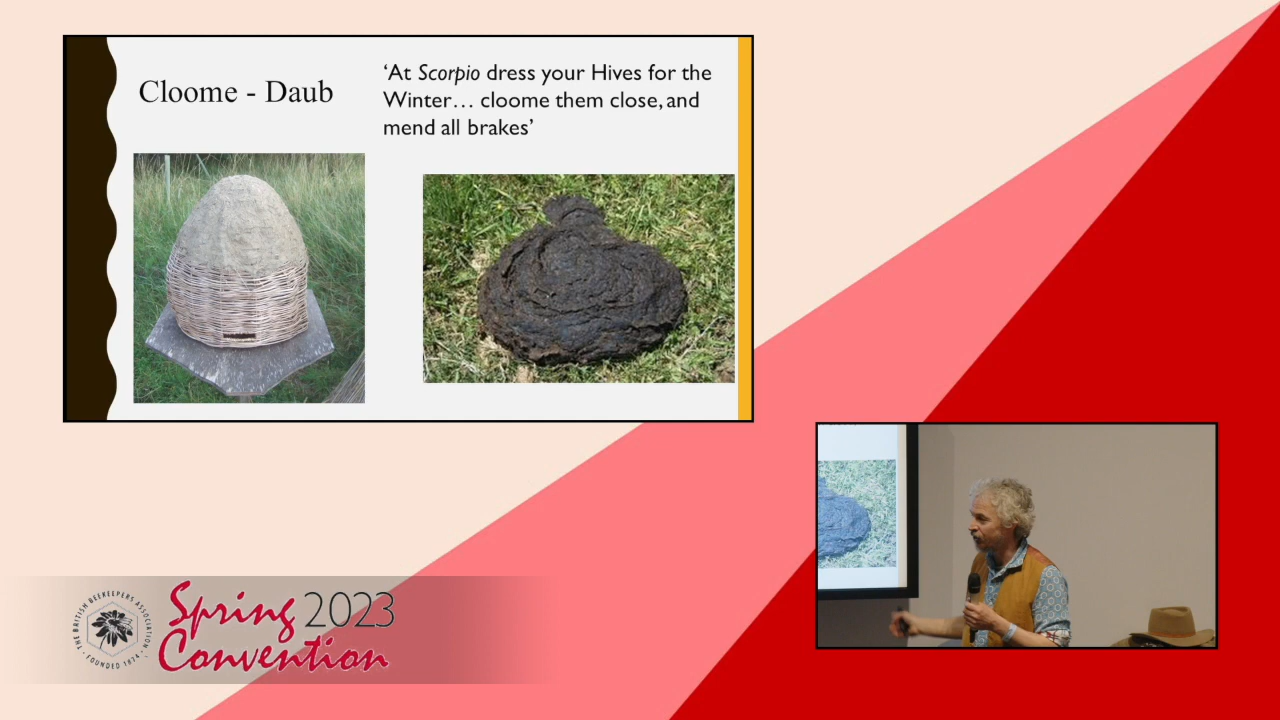 Cloome - Daub
‘At Scorpio dress your Hives for the
Winter… cloome them close, and
mend all brakes’
THE BRITISH BEEKEEPERS ASSOCIATION
FOUNDED 1874
Spring 2023
Convention